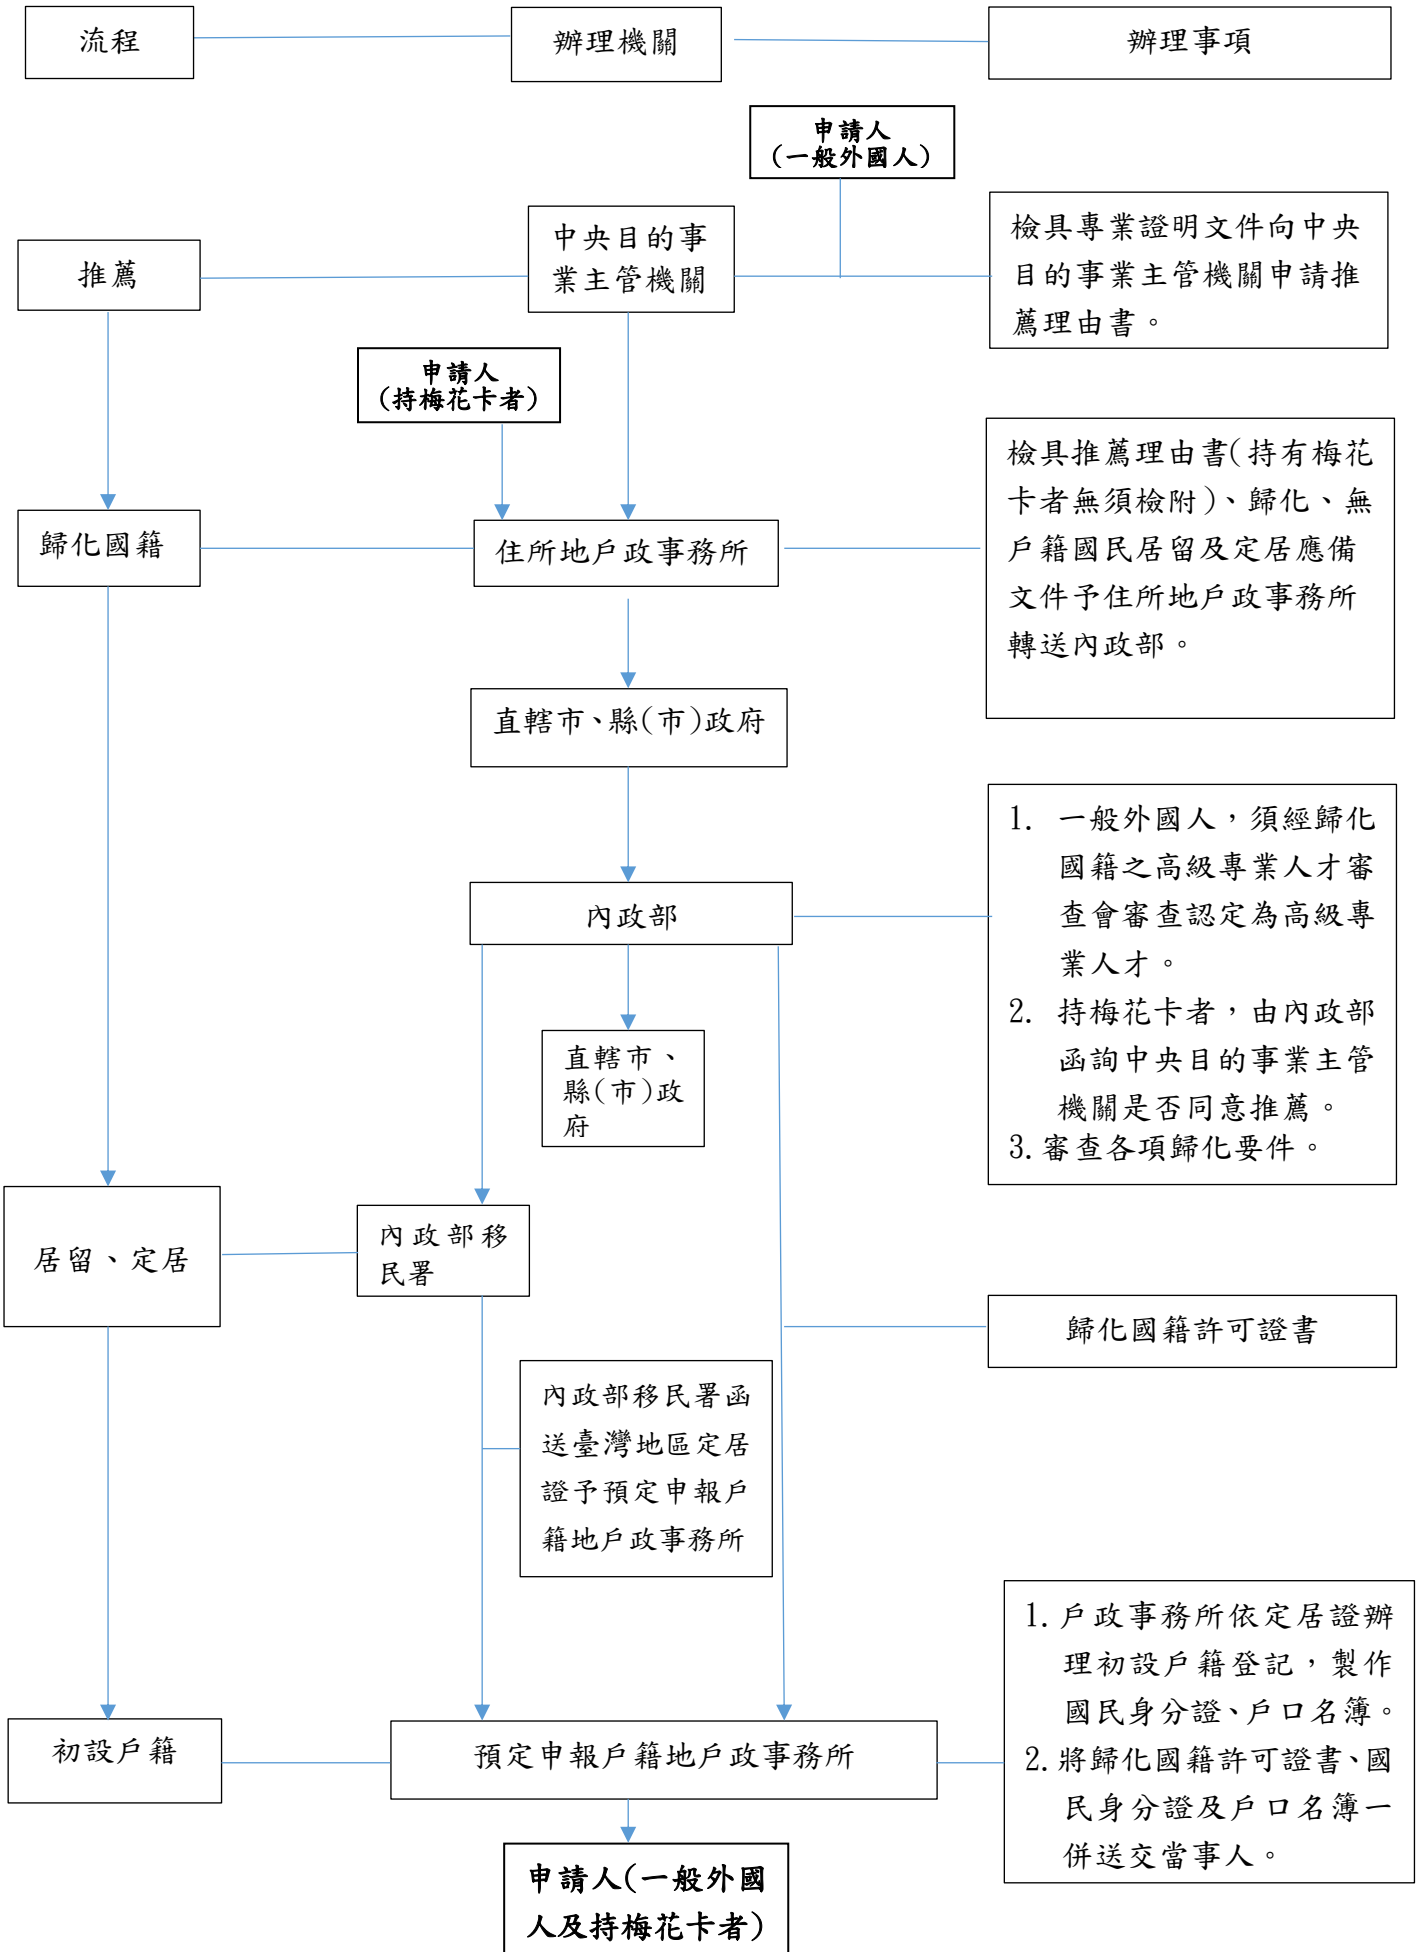 流程
辦理機關
辦理事項
申請人
(一般外國人)
推薦
中央目的事
業主管機關
檢具專業證明文件向中央
目的事業主管機關申請推
薦理由書。
申請人
(持梅花卡者)
歸化國籍
住所地戶政事務所
檢具推薦理由書(持有梅花
卡者無須檢附)、歸化、無
戶籍國民居留及定居應備
文件予住所地戶政事務所
轉送內政部。
直轄市、縣(市)政府
內政部
1. 一般外國人，須經歸化
國籍之高級專業人才審
查會審查認定為高級專
業人才。
2. 持梅花卡者，由內政部
函詢中央目的事業主管
機關是否同意推薦。
3.審查各項歸化要件。
直轄市、
縣(市)政
府
居留、定居
內政部移
民署
歸化國籍許可證書
內政部移民署函
送臺灣地區定居
證予預定申報戶
籍地戶政事務所
初設戶籍
預定申報戶籍地戶政事務所
1.戶政事務所依定居證辦
理初設戶籍登記，製作
國民身分證、戶口名簿。
2.將歸化國籍許可證書、國
民身分證及戶口名簿一
併送交當事人。
申請人(一般外國
人及持梅花卡者)